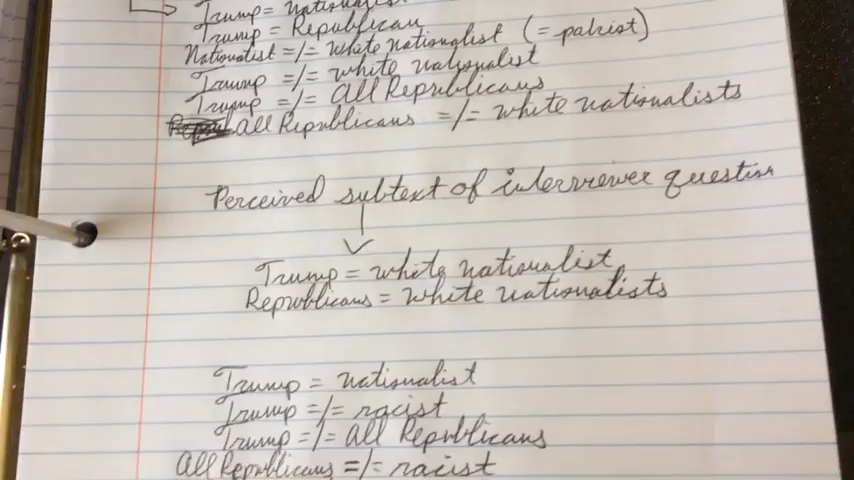 Trump = nationalist
Trump = Republican
Nationalist =/= white nationalist (= patriot)
Trump =/= white nationalist
Trump =/= All Republicans
All Republicans =/= white nationalists
Perceived subtext of interviewer question
Trump = white nationalist
Republicans = white nationalists
Trump = nationalist
Trump =/= racist
Trump =/= All Republicans
All Republicans =/= racist